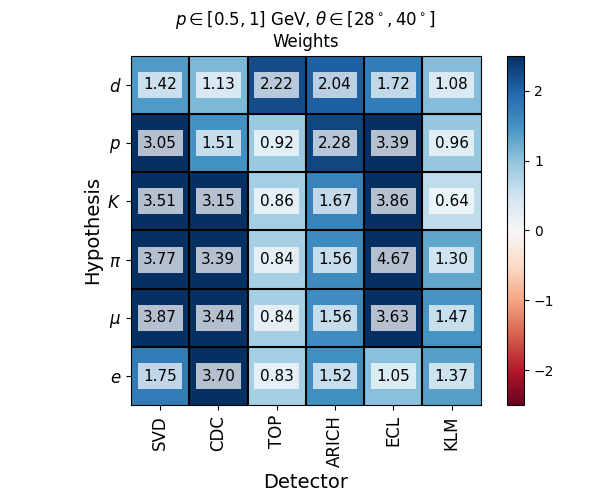 p ∈ [0.5, 1] GeV, θ ∈ [28°, 40°]
Weights
d 1.42 1.13 2.22 2.04 1.72 1.08
p 3.05 1.51 0.92 2.28 3.39 0.96
K 3.51 3.15 0.86 1.67 3.86 0.64
π 3.77 3.39 0.84 1.56 4.67 1.30
μ 3.87 3.44 0.84 1.56 3.63 1.47
e 1.75 3.70 0.83 1.52 1.05 1.37
Hypothesis
SVD CDC TOP ARICH ECL KLM
Detector
2
1
0
−1
−2